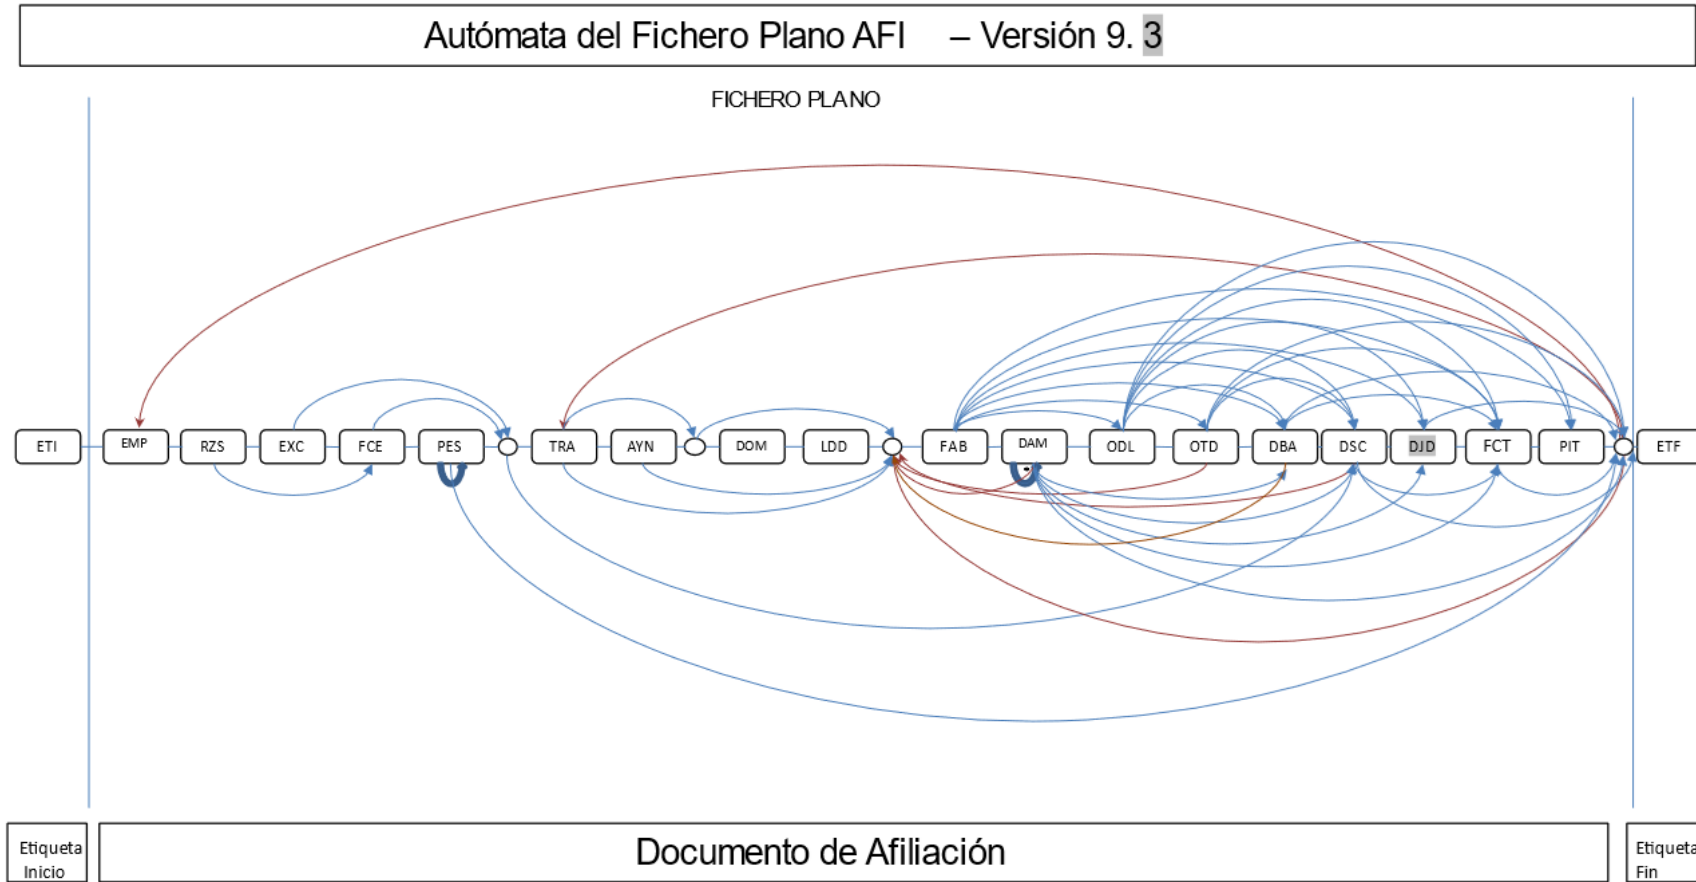 Autómata del Fichero Plano AFI – Versión 9. 3
FICHERO PLANO
ETI EMP RZS EXC FCE PES TRA AYN DOM LDD FAB DAM ODL OTD DBA DSC DJD FCT PIT ETF
Etiqueta
Inicio
Documento de Afiliación
Etiqueta
Fin